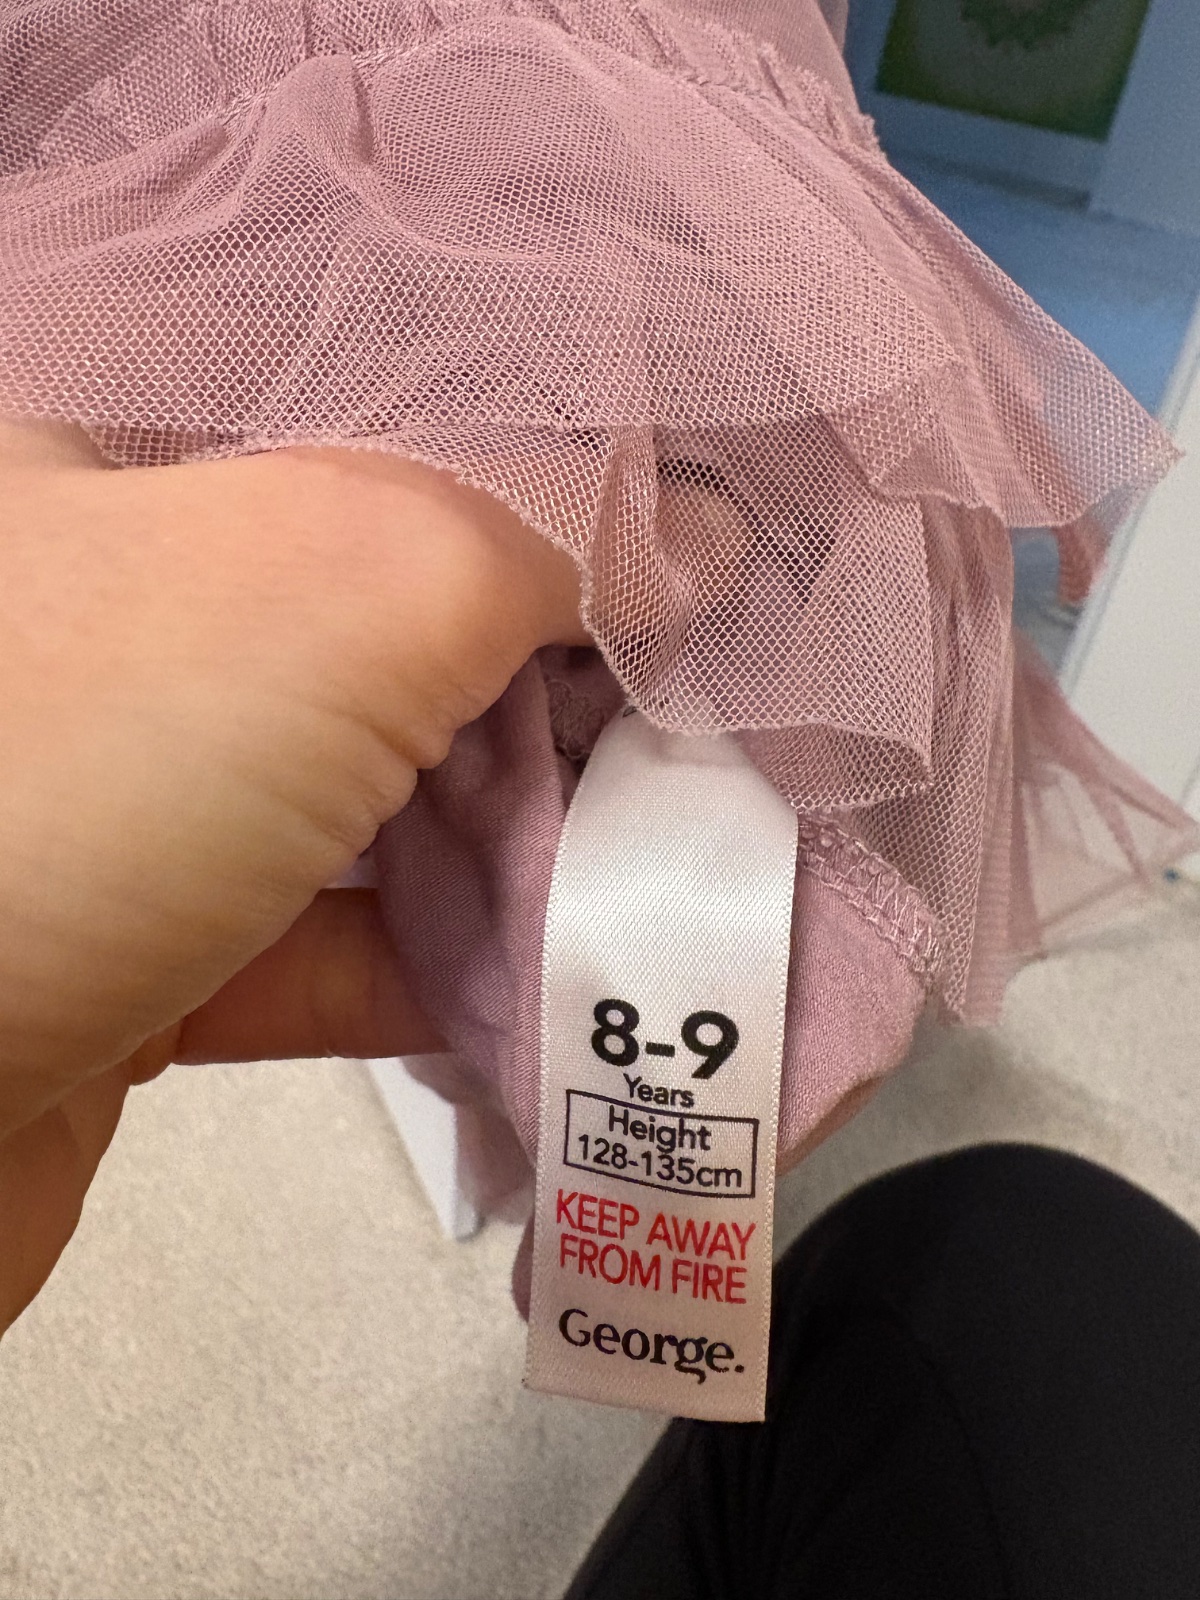 8-9
Years
Height
128-135cm
KEEP AWAY
FROM FIRE
George.